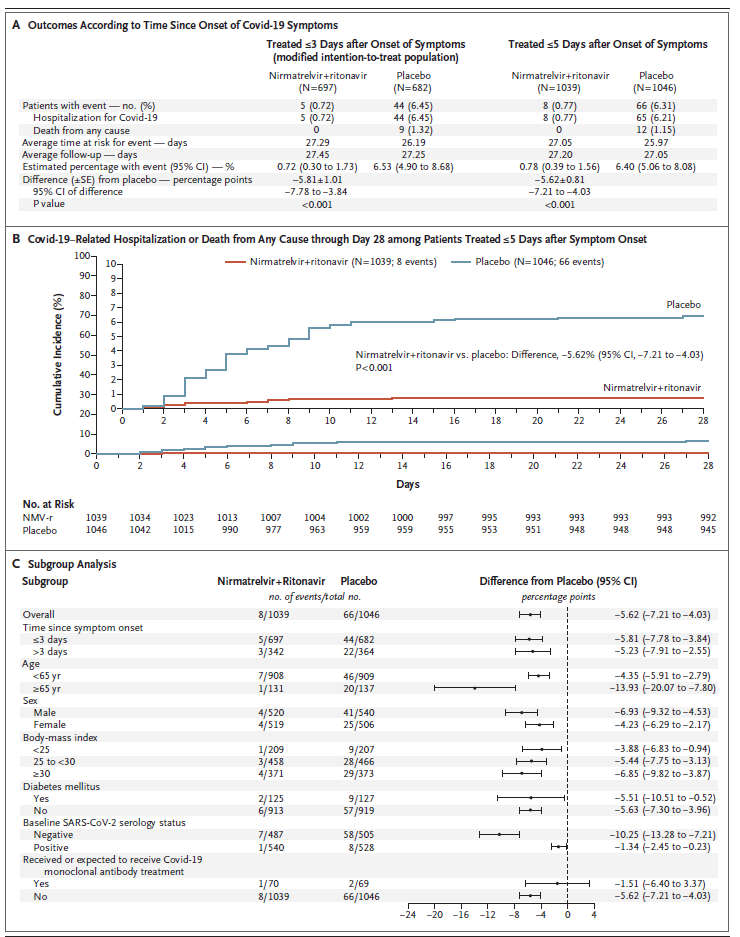 A Outcomes According to Time Since Onset of Covid-19 Symptoms
Treated ≤3 Days after Onset of Symptoms (modified intention-to-treat population) Treated ≤5 Days after Onset of Symptoms
Nirmatrelvir+ritonavir (N=697) Placebo (N=682) Nirmatrelvir+ritonavir (N=1039) Placebo (N=1046)
Patients with event — no. (%) 5 (0.72) 44 (6.45) 8 (0.77) 66 (6.31)
Hospitalization for Covid-19 5 (0.72) 44 (6.45) 8 (0.77) 65 (6.21)
Death from any cause 0 9 (1.32) 0 12 (1.15)
Average time at risk for event — days 27.29 26.19 27.05 25.97
Average follow-up — days 27.45 27.25 27.20 27.05
Estimated percentage with event (95% CI) — % 0.72 (0.30 to 1.73) 6.53 (4.90 to 8.68) 0.78 (0.39 to 1.56) 6.40 (5.06 to 8.08)
Difference (±SE) from placebo — percentage points −5.81±1.01 −5.62±0.81
95% CI of difference −7.78 to −3.84 −7.21 to −4.03
P value <0.001 <0.001
B Covid-19–Related Hospitalization or Death from Any Cause through Day 28 among Patients Treated ≤5 Days after Symptom Onset
Cumulative Incidence (%)
100
90
80
70
60
50
40
30
20
10
0
10
9
8
7
6
5
4
3
2
1
0
Nirmatrelvir+ritonavir (N=1039; 8 events) Placebo (N=1046; 66 events)
Placebo
Nirmatrelvir+ritonavir vs. placebo: Difference, −5.62% (95% CI, −7.21 to −4.03)
P<0.001
Nirmatrelvir+ritonavir
0 2 4 6 8 10 12 14 16 18 20 22 24 26 28
0 2 4 6 8 10 12 14 16 18 20 22 24 26 28
Days
No. at Risk
NMV-r 1039 1034 1023 1013 1007 1004 1002 1000 997 995 993 993 993 993 992
Placebo 1046 1042 1015 990 977 963 959 959 955 953 951 948 948 948 945
C Subgroup Analysis
Subgroup Nirmatrelvir+Ritonavir Placebo Difference from Placebo (95% CI)
no. of events/total no. percentage points
Overall 8/1039 66/1046 −5.62 (−7.21 to −4.03)
Time since symptom onset
≤3 days 5/697 44/682 −5.81 (−7.78 to −3.84)
>3 days 3/342 22/364 −5.23 (−7.91 to −2.55)
Age
<65 yr 7/908 46/909 −4.35 (−5.91 to −2.79)
≥65 yr 1/131 20/137 −13.93 (−20.07 to −7.80)
Sex
Male 4/520 41/540 −6.93 (−9.32 to −4.53)
Female 4/519 25/506 −4.23 (−6.29 to −2.17)
Body-mass index
<25 1/209 9/207 −3.88 (−6.83 to −0.94)
25 to <30 3/458 28/466 −5.44 (−7.75 to −3.13)
≥30 4/371 29/373 −6.85 (−9.82 to −3.87)
Diabetes mellitus
Yes 2/125 9/127 −5.51 (−10.51 to −0.52)
No 6/913 57/919 −5.63 (−7.30 to −3.96)
Baseline SARS-CoV-2 serology status
Negative 7/487 58/505 −10.25 (−13.28 to −7.21)
Positive 1/540 8/528 −1.34 (−2.45 to −0.23)
Received or expected to receive Covid-19
monoclonal antibody treatment
Yes 1/70 2/69 −1.51 (−6.40 to 3.37)
No 8/1039 66/1046 −5.62 (−7.21 to −4.03)
−24 −20 −16 −12 −8 −4 0 4